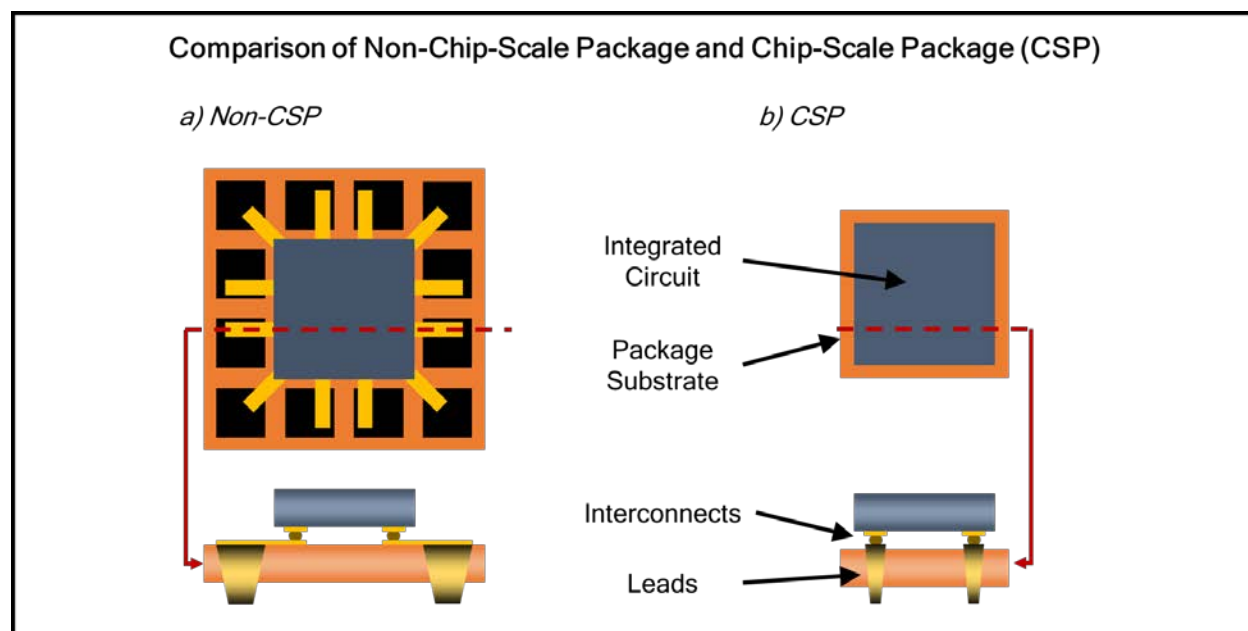 Comparison of Non-Chip-Scale Package and Chip-Scale Package (CSP)
a) Non-CSP
b) CSP
Integrated
Circuit
Package
Substrate
Interconnects
Leads